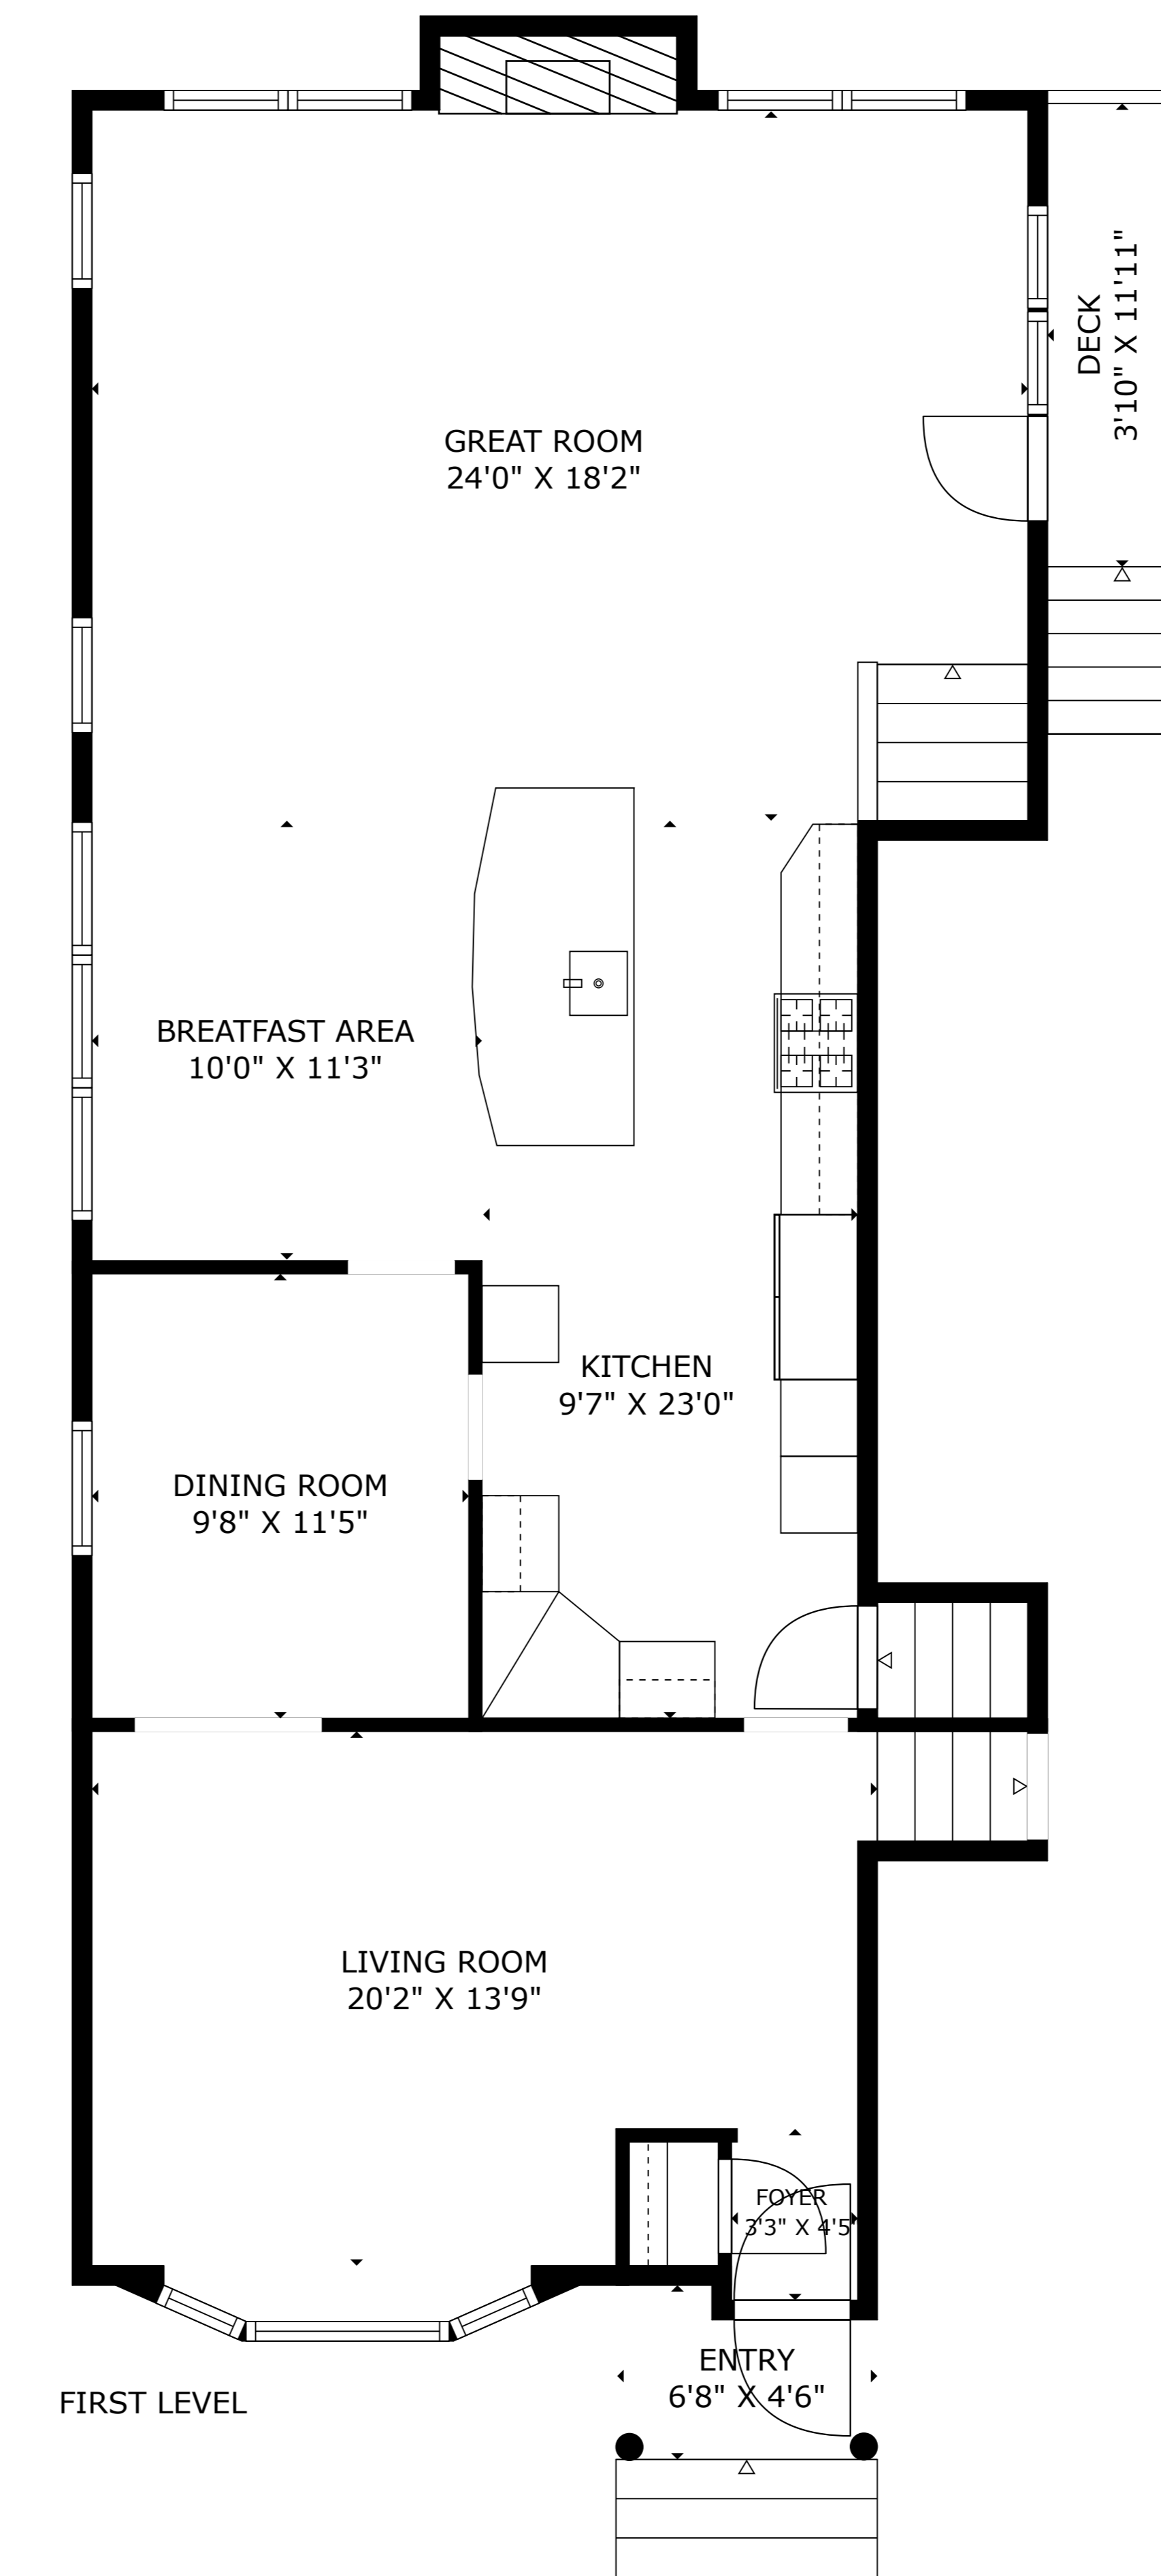 DECK
3'10" X 11'11"
GREAT ROOM
24'0" X 18'2"
BREATFAST AREA
10'0" X 11'3"
KITCHEN
9'7" X 23'0"
DINING ROOM
9'8" X 11'5"
LIVING ROOM
20'2" X 13'9"
FOYER
3'3" X 4'5"
ENTRY
6'8" X 4'6"
FIRST LEVEL